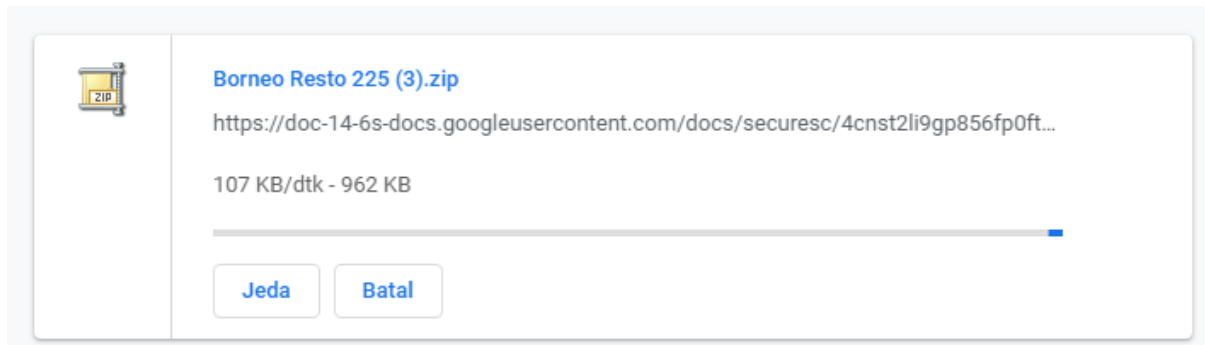 ZIP
Borneo Resto 225 (3).zip
https://doc-14-6s-docs.googleusercontent.com/docs/securesc/4cnst2li9gp856fp0ft...
107 KB/dtk - 962 KB
Jeda Batal